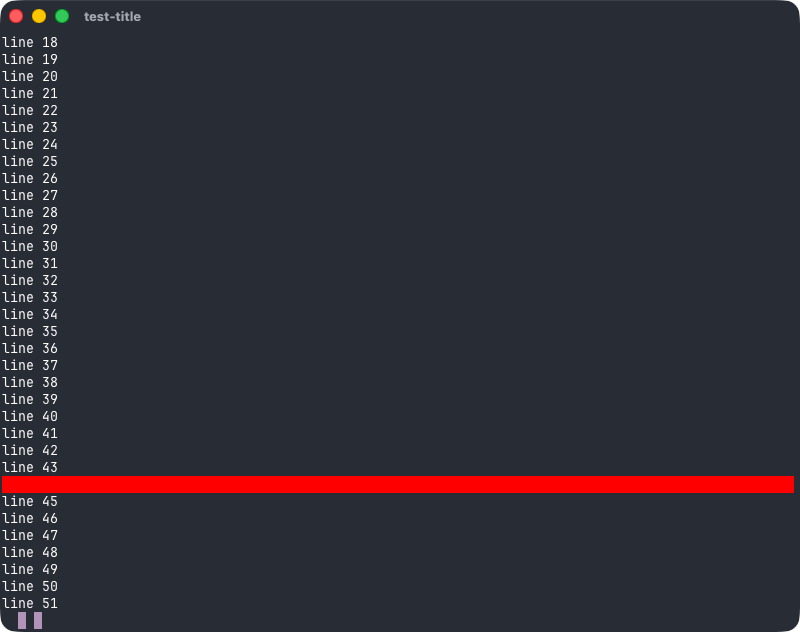 test-title
line 18
line 19
line 20
line 21
line 22
line 23
line 24
line 25
line 26
line 27
line 28
line 29
line 30
line 31
line 32
line 33
line 34
line 35
line 36
line 37
line 38
line 39
line 40
line 41
line 42
line 43
line 45
line 46
line 47
line 48
line 49
line 50
line 51